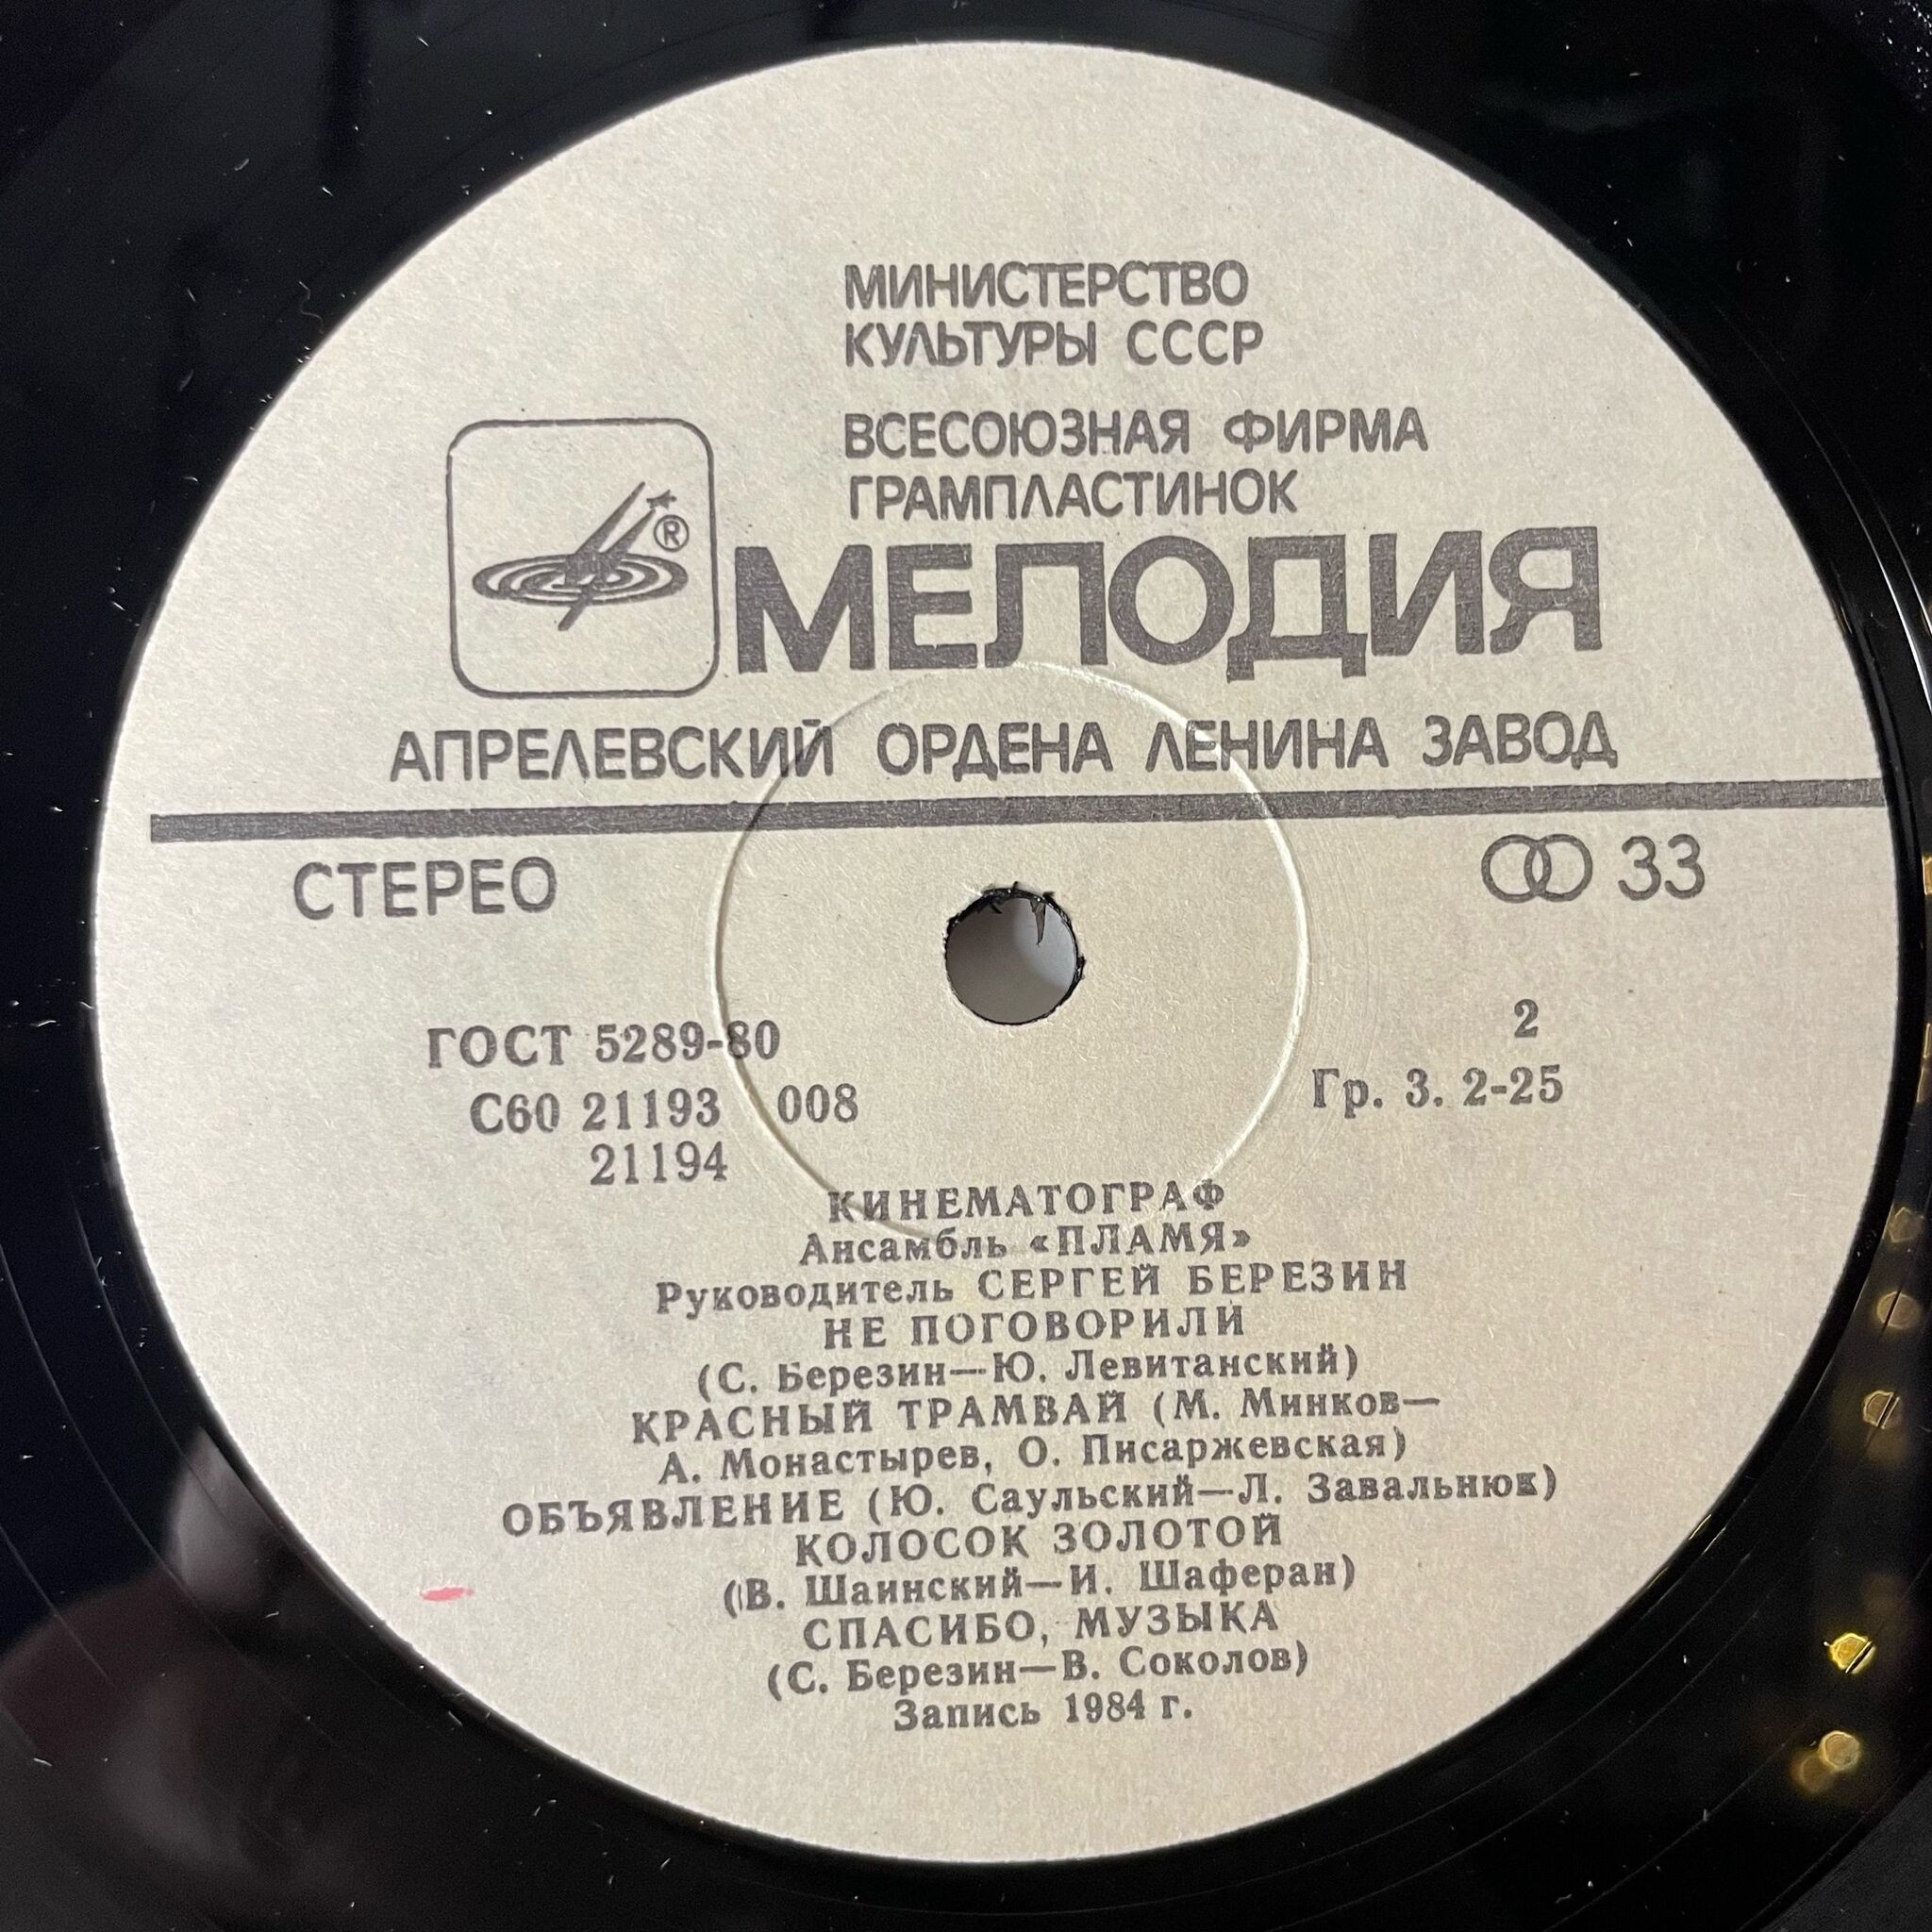 МИНИСТЕРСТВО
КУЛЬТУРЫ СССР
ВСЕСОЮЗНАЯ ФИРМА
ГРАМПЛАСТИНОК
®
МЕЛОДИЯ
АПРЕЛЕВСКИЙ ОРДЕНА ЛЕНИНА ЗАВОД
СТЕРЕО 33
ГОСТ 5289-80 2
С60 21193 008 Гр. 3. 2-25
21194
КИНЕМАТОГРАФ
Ансамбль «ПЛАМЯ»
Руководитель СЕРГЕЙ БЕРЕЗИН
НЕ ПОГОВОРИЛИ
(С. Березин—Ю. Левитанский)
КРАСНЫЙ ТРАМВАЙ (М. Минков—
А. Монастырев, О. Писаржевская)
ОБЪЯВЛЕНИЕ (Ю. Саульский—Л. Завальнюк)
КОЛОСОК ЗОЛОТОЙ
(В. Шаинский—И. Шаферан)
СПАСИБО, МУЗЫКА
(С. Березин—В. Соколов)
Запись 1984 г.